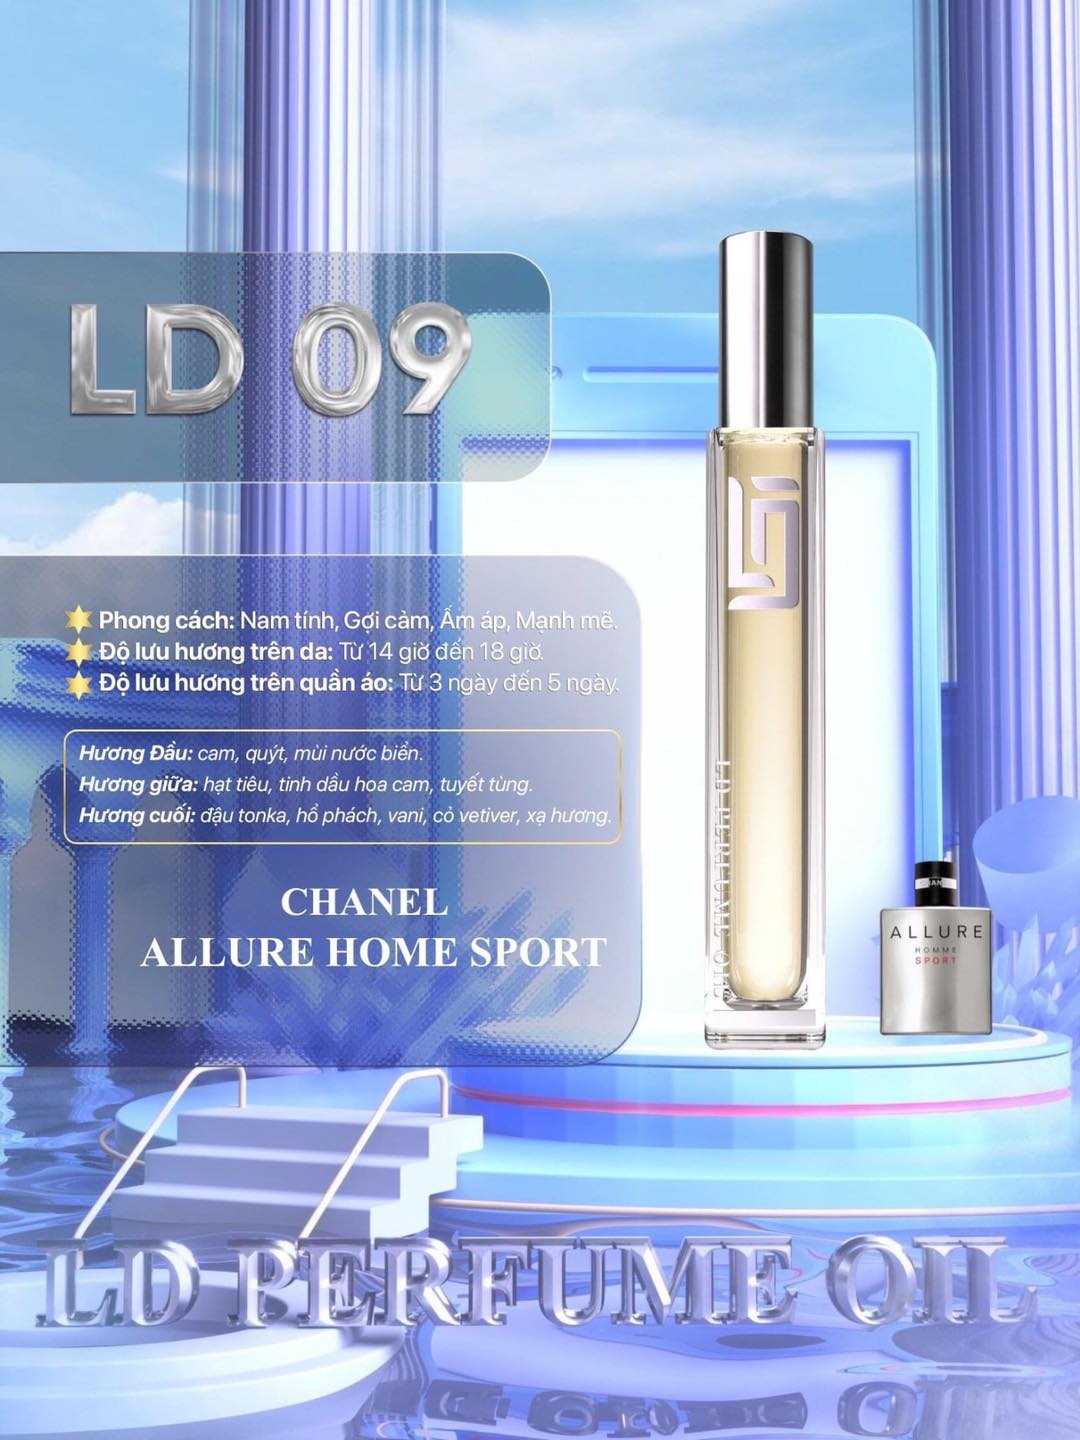 LD 09
Phong cách: Nam tính, Gợi cảm, Ấm áp, Mạnh mẽ.
Độ lưu hương trên da: Từ 14 giờ đến 18 giờ.
Độ lưu hương trên quần áo: Từ 3 ngày đến 5 ngày.
Hương Đầu: cam, quýt, mùi nước biển.
Hương giữa: hạt tiêu, tinh dầu hoa cam, tuyết tùng.
Hương cuối: đậu tonka, hổ phách, vani, cỏ vetiver, xạ hương.
CHANEL
ALLURE HOME SPORT
LD PERFUME OIL
CHANEL
ALLURE
HOMME
SPORT
LD PERFUME OIL